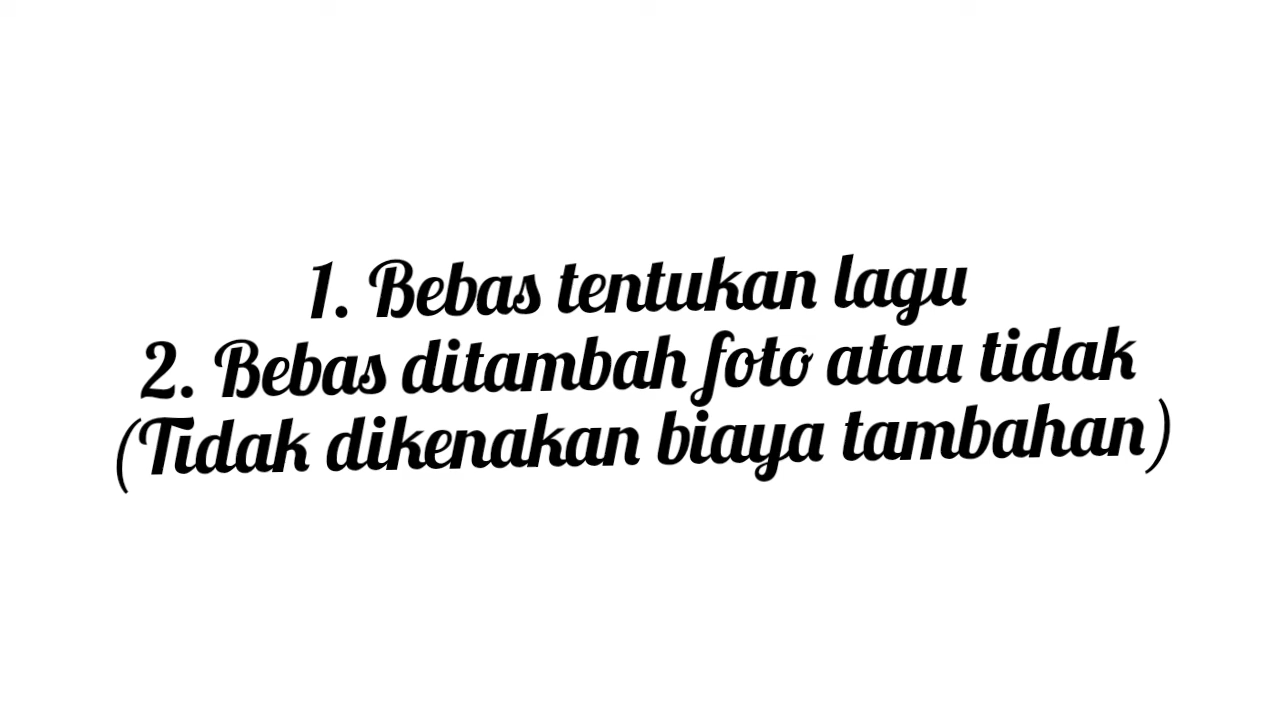 1. Bebas tentukan lagu
2. Bebas ditambah foto atau tidak
(Tidak dikenakan biaya tambahan)